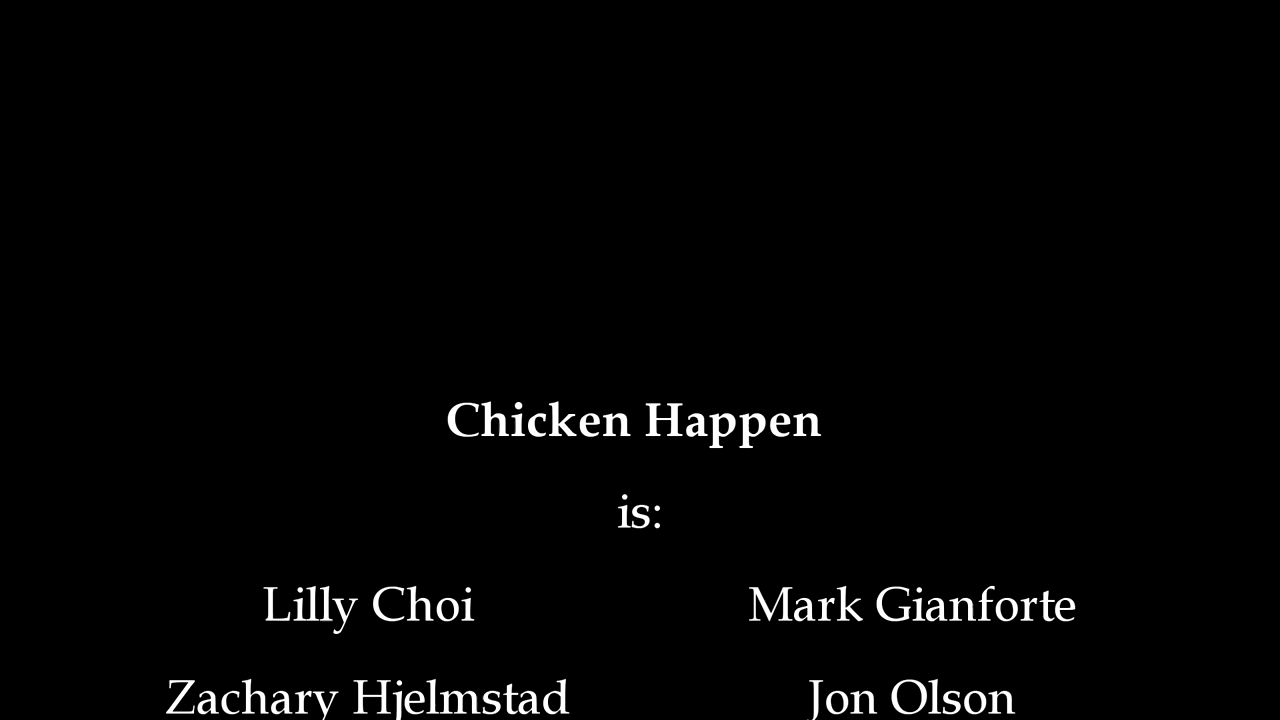 Chicken Happen
is:
Lilly Choi Mark Gianforte
Zachary Hjelmstad Jon Olson